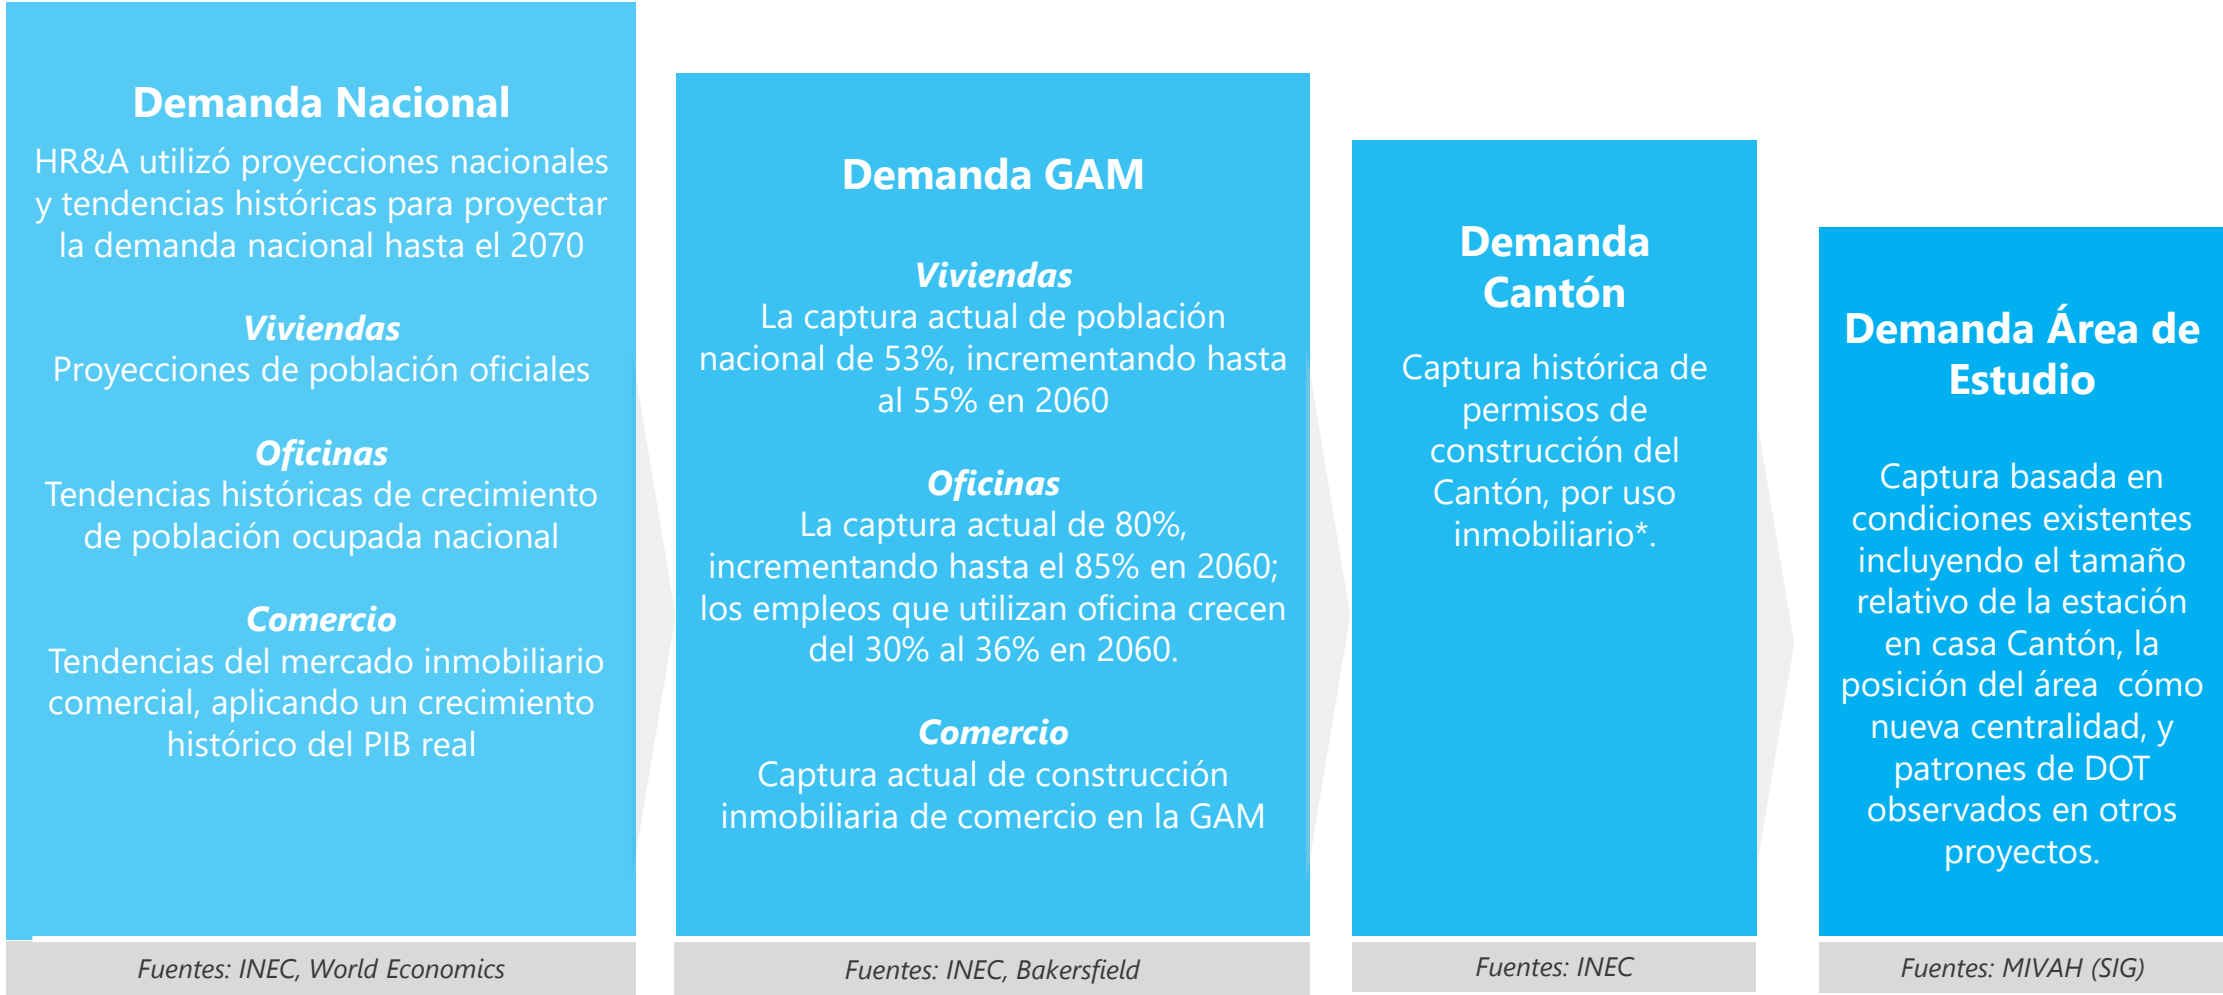 Demanda Nacional
HR&A utilizó proyecciones nacionales
y tendencias históricas para proyectar
la demanda nacional hasta el 2070
Viviendas
Proyecciones de población oficiales
Oficinas
Tendencias históricas de crecimiento
de población ocupada nacional
Comercio
Tendencias del mercado inmobiliario
comercial, aplicando un crecimiento
histórico del PIB real
Fuentes: INEC, World Economics
Demanda GAM
Viviendas
La captura actual de población
nacional de 53%, incrementando hasta
al 55% en 2060
Oficinas
La captura actual de 80%,
incrementando hasta el 85% en 2060;
los empleos que utilizan oficina crecen
del 30% al 36% en 2060.
Comercio
Captura actual de construcción
inmobiliaria de comercio en la GAM
Fuentes: INEC, Bakersfield
Demanda
Cantón
Captura histórica de
permisos de
construcción del
Cantón, por uso
inmobiliario*.
Fuentes: INEC
Demanda Área de
Estudio
Captura basada en
condiciones existentes
incluyendo el tamaño
relativo de la estación
en casa Cantón, la
posición del área cómo
nueva centralidad, y
patrones de DOT
observados en otros
proyectos.
Fuentes: MIVAH (SIG)